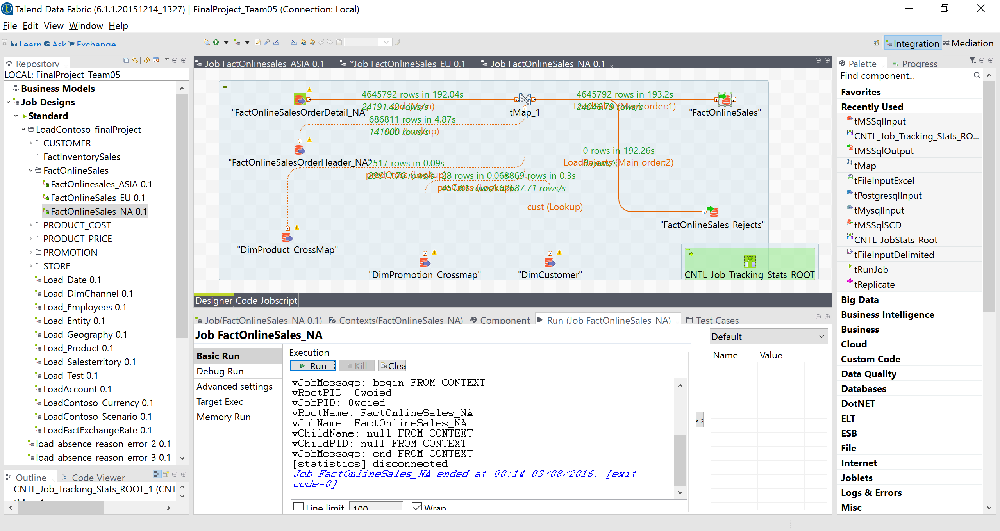 Talend Data Fabric (6.1.1.20151214_1327) | FinalProject_Team05 (Connection: Local)
File Edit View Window Help
Learn Ask Exchange
Integration Mediation
Repository
LOCAL: FinalProject_Team05
Business Models
Job Designs
Standard
LoadContoso_finalProject
CUSTOMER
FactInventorySales
FactOnlineSales
FactOnlinesales_ASIA 0.1
FactOnlineSales_EU 0.1
FactOnlineSales_NA 0.1
PRODUCT_COST
PRODUCT_PRICE
PROMOTION
STORE
Load_Date 0.1
Load_DimChannel 0.1
Load_Employees 0.1
Load_Entity 0.1
Load_Geography 0.1
Load_Product 0.1
Load_Salesterritory 0.1
Load_Test 0.1
LoadAccount 0.1
LoadContoso_Currency 0.1
LoadContoso_Scenario 0.1
LoadFactExchangeRate 0.1
load_absence_reason_error_2 0.1
load_absence_reason_error_3 0.1
Outline Code Viewer
CNTL_Job_Tracking_Stats_ROOT_1 (CNT
Job FactOnlinesales_ASIA 0.1 *Job FactOnlineSales_EU 0.1 Job FactOnlineSales_NA 0.1
4645792 rows in 192.04s
24191.42 rows/s
sod (Main)
"FactOnlineSalesOrderDetail_NA"
tMap_1
4645792 rows in 193.2s
24046.79 rows/s
LoadSales (Main order:1)
"FactOnlineSales"
686811 rows in 4.87s
(Lookup)
"FactOnlineSalesOrderHeader_NA"
0 rows in 192.26s
0 rows/s
LoadRejects (Main order:2)
2517 rows in 0.09s
29611.76 rows/s
prodCross (Lookup)
28 rows in 0.06s
457.61 rows/s
(Lookup)
18869 rows in 0.3s
62687.71 rows/s
cust (Lookup)
"FactOnlineSales_Rejects"
"DimProduct_CrossMap"
"DimPromotion_Crossmap"
"DimCustomer"
CNTL_Job_Tracking_Stats_ROOT
Designer Code Jobscript
Job(FactOnlineSales_NA 0.1) Contexts(FactOnlineSales_NA) Component Run (Job FactOnlineSales_NA) Test Cases
Job FactOnlineSales_NA
Basic Run
Debug Run
Advanced settings
Target Exec
Memory Run
Execution
Run Kill Clea
vJobMessage: begin FROM CONTEXT
vRootPID: 0woied
vJobPID: 0woied
vRootName: FactOnlineSales_NA
vJobName: FactOnlineSales_NA
vChildName: null FROM CONTEXT
vChildPID: null FROM CONTEXT
vJobMessage: end FROM CONTEXT
[statistics] disconnected
Job FactOnlineSales_NA ended at 00:14 03/08/2016. [exit
code=0]
Line limit 100 Wrap
>>
Default
Name Value
Palette Progress
Find component...
Favorites
Recently Used
tMSSqlInput
CNTL_Job_Tracking_Stats_RO...
tMSSqlOutput
tMap
tFileInputExcel
tPostgresqlInput
tMysqlInput
tMSSqlSCD
CNTL_JobStats_Root
tFileInputDelimited
tRunJob
tReplicate
Big Data
Business Intelligence
Business
Cloud
Custom Code
Data Quality
Databases
DotNET
ELT
ESB
File
Internet
Joblets
Logs & Errors
Misc